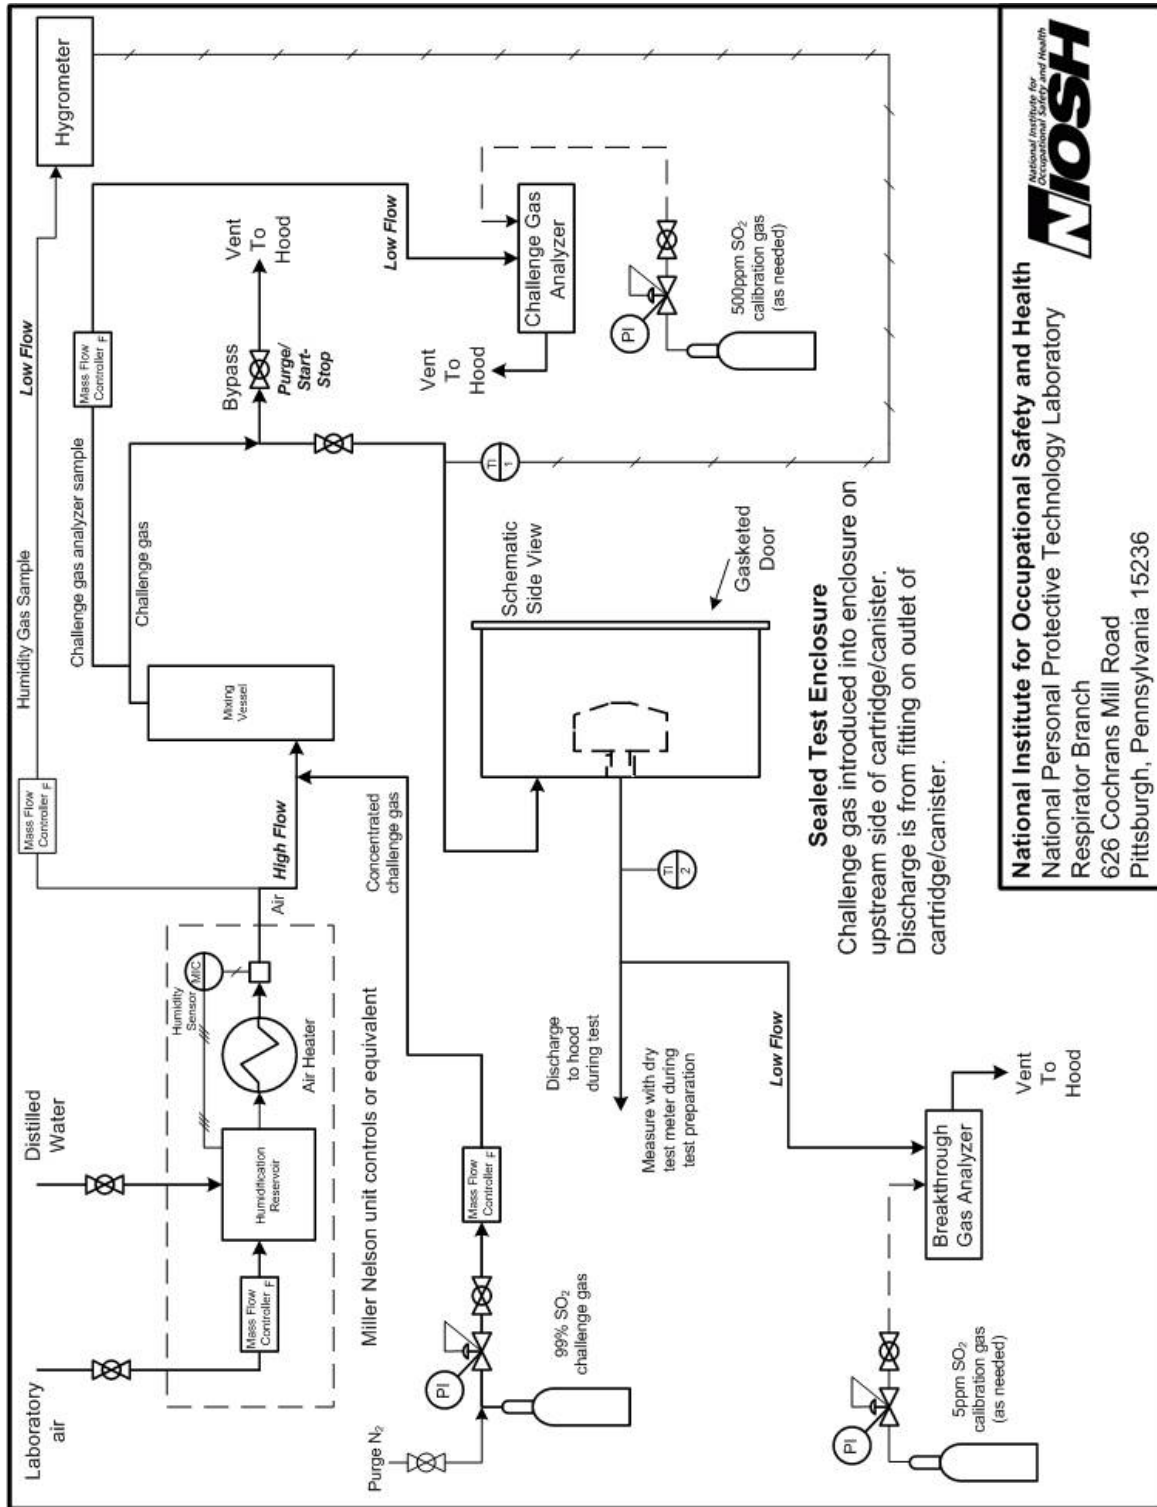 Laboratory
air
Distilled
Water
Mass Flow
Controller F
Humidification
Reservoir
Humidity
Sensor
MIC
Air Heater
Miller Nelson unit controls or equivalent
Air
High Flow
Mass Flow
Controller F
Humidity Gas Sample
Low Flow
Hygrometer
Mixing
Vessel
Challenge gas analyzer sample
Challenge gas
Mass Flow
Controller F
Bypass
Purge/
Start-
Stop
Vent
To
Hood
Low Flow
Challenge Gas
Analyzer
Vent
To
Hood
PI
500ppm SO₂
calibration gas
(as needed)
TI
1
Purge N₂
PI
99% SO₂
challenge gas
Mass Flow
Controller F
Concentrated
challenge gas
Schematic
Side View
Gasketed
Door
Sealed Test Enclosure
Challenge gas introduced into enclosure on
upstream side of cartridge/canister.
Discharge is from fitting on outlet of
cartridge/canister.
TI
2
Discharge
to hood
during test
Measure with dry
test meter during
test preparation
Low Flow
Breakthrough
Gas Analyzer
Vent
To
Hood
PI
5ppm SO₂
calibration gas
(as needed)
National Institute for Occupational Safety and Health
National Personal Protective Technology Laboratory
Respirator Branch
626 Cochrans Mill Road
Pittsburgh, Pennsylvania 15236
National Institute for
Occupational Safety and Health
NIOSH